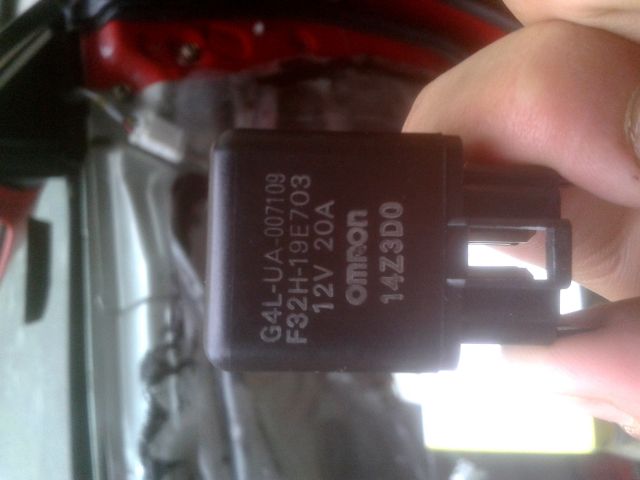 G4L-UA-007109
F32H-19E703
12V 20A
omron
14Z3D0